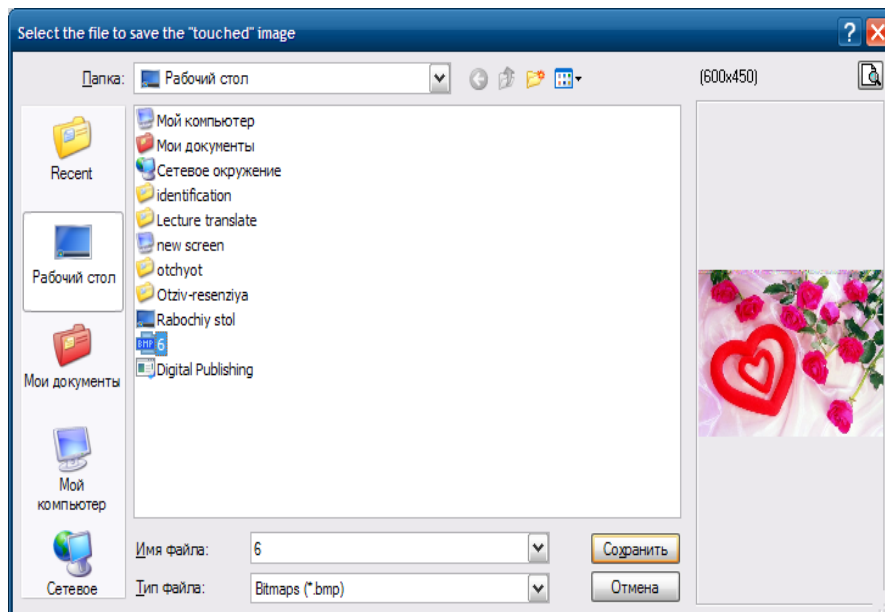 Select the file to save the "touched" image
Папка:
Рабочий стол
(600x450)
Recent
Рабочий стол
Мои документы
Мой
компьютер
Сетевое
Мой компьютер
Мои документы
Сетевое окружение
identification
Lecture translate
new screen
otchyot
Otziv-resenziya
Rabochiy stol
BMP 6
Digital Publishing
Имя файла:
6
Сохранить
Тип файла:
Bitmaps (*.bmp)
Отмена